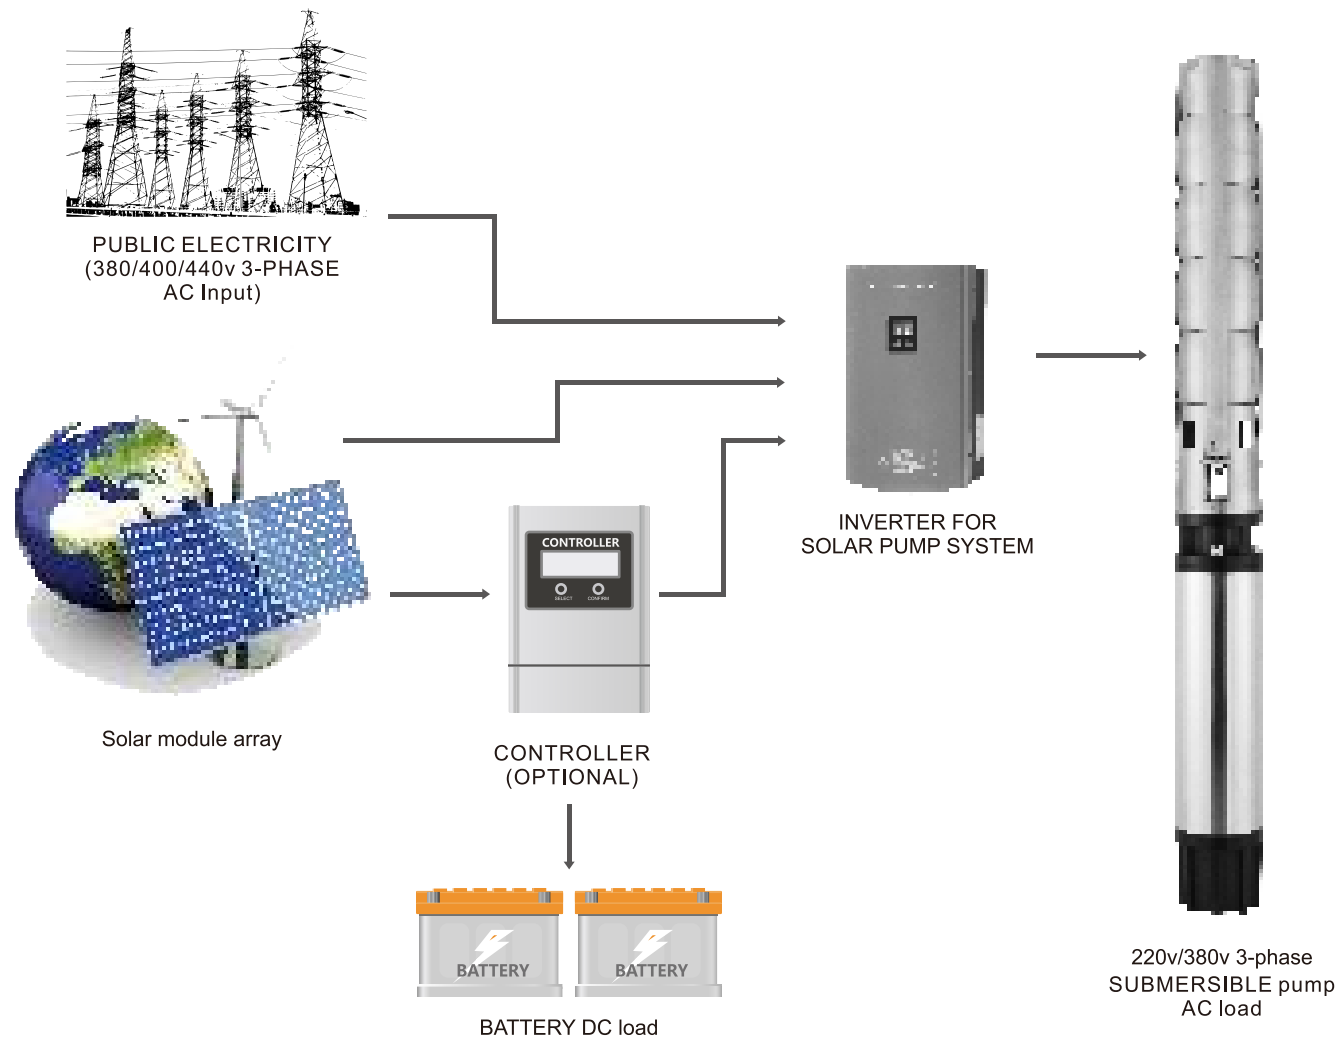 PUBLIC ELECTRICITY
(380/400/440v 3-PHASE
AC Input)
Solar module array
CONTROLLER
SELECT
CONFIRM
CONTROLLER
(OPTIONAL)
BATTERY
BATTERY
BATTERY DC load
INVERTER FOR
SOLAR PUMP SYSTEM
220v/380v 3-phase
SUBMERSIBLE pump
AC load